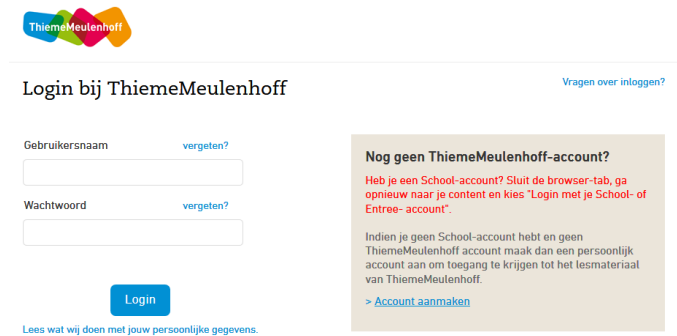 ThiemeMeulenhoff
Login bij ThiemeMeulenhoff
Vragen over inloggen?
Gebruikersnaam
vergeten?
Wachtwoord
vergeten?
Login
Lees wat wij doen met jouw persoonlijke gegevens.
Nog geen ThiemeMeulenhoff-account?
Heb je een School-account? Sluit de browser-tab, ga
opnieuw naar je content en kies "Login met je School- of
Entree- account".
Indien je geen School-account hebt en geen
ThiemeMeulenhoff account maak dan een persoonlijk
account aan om toegang te krijgen tot het lesmateriaal
van ThiemeMeulenhoff.
> Account aanmaken